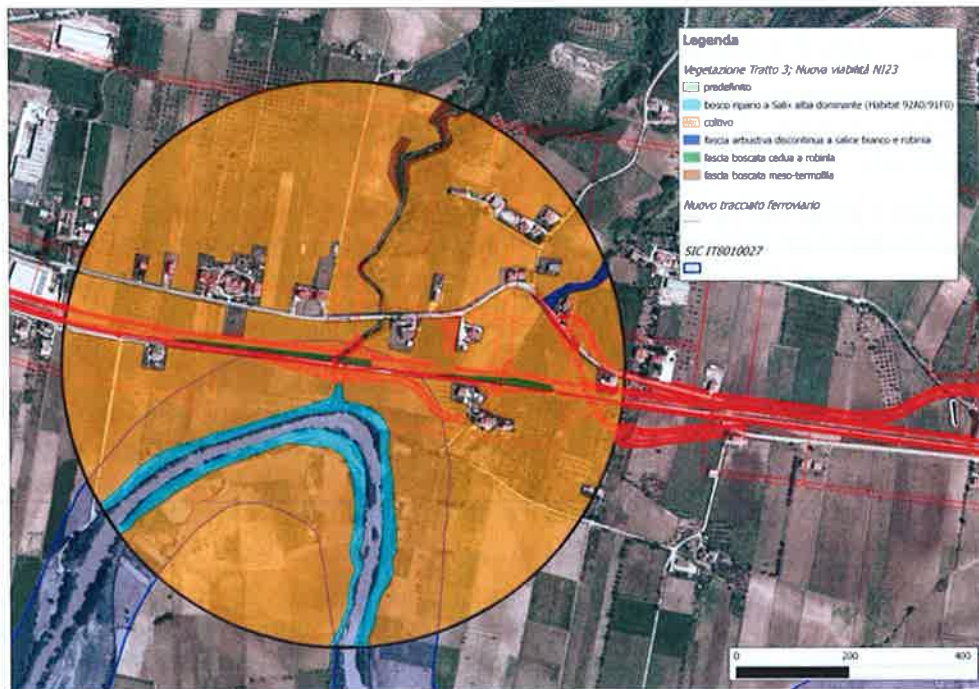 Legenda
Vegetazione Tratto 3; Nuova viabilità NI23
predefinito
bosco ripario a Salix alba dominante (Habitat 92A0/91F0)
coltivo
fascia arbustiva discontinua a salice bianco e robinia
fascia boscata cedua a robinia
fascia boscata meso-termofila
Nuovo tracciato ferroviario
SIC IT8010027
0 200 400